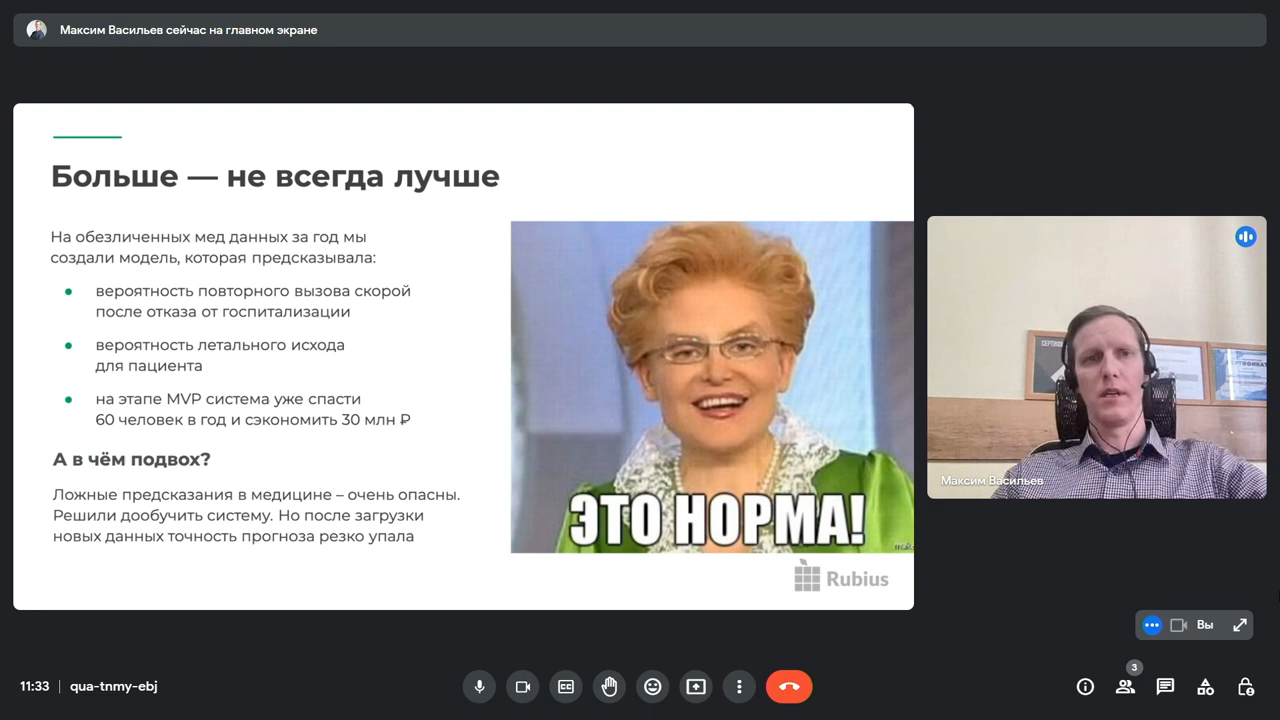 Максим Васильев сейчас на главном экране
Больше — не всегда лучше
На обезличенных мед данных за год мы
создали модель, которая предсказывала:
вероятность повторного вызова скорой
после отказа от госпитализации
вероятность летального исхода
для пациента
на этапе MVP система уже спасти
60 человек в год и сэкономить 30 млн ₽
А в чём подвох?
Ложные предсказания в медицине – очень опасны.
Решили дообучить систему. Но после загрузки
новых данных точность прогноза резко упала
ЭТО НОРМА!
Rubius
Максим Васильев
Вы
11:33 | qua-tnmy-ebj
3